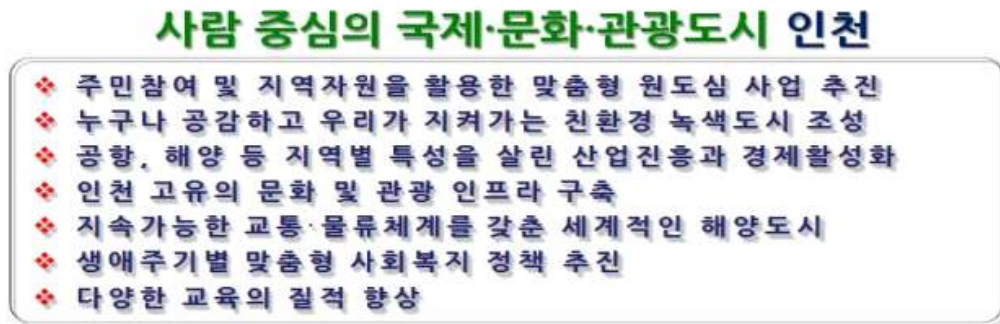 사람 중심의 국제·문화·관광도시 인천
❖ 주민참여 및 지역자원을 활용한 맞춤형 원도심 사업 추진
❖ 누구나 공감하고 우리가 지켜가는 친환경 녹색도시 조성
❖ 공항, 해양 등 지역별 특성을 살린 산업진흥과 경제활성화
❖ 인천 고유의 문화 및 관광 인프라 구축
❖ 지속가능한 교통·물류체계를 갖춘 세계적인 해양도시
❖ 생애주기별 맞춤형 사회복지 정책 추진
❖ 다양한 교육의 질적 향상